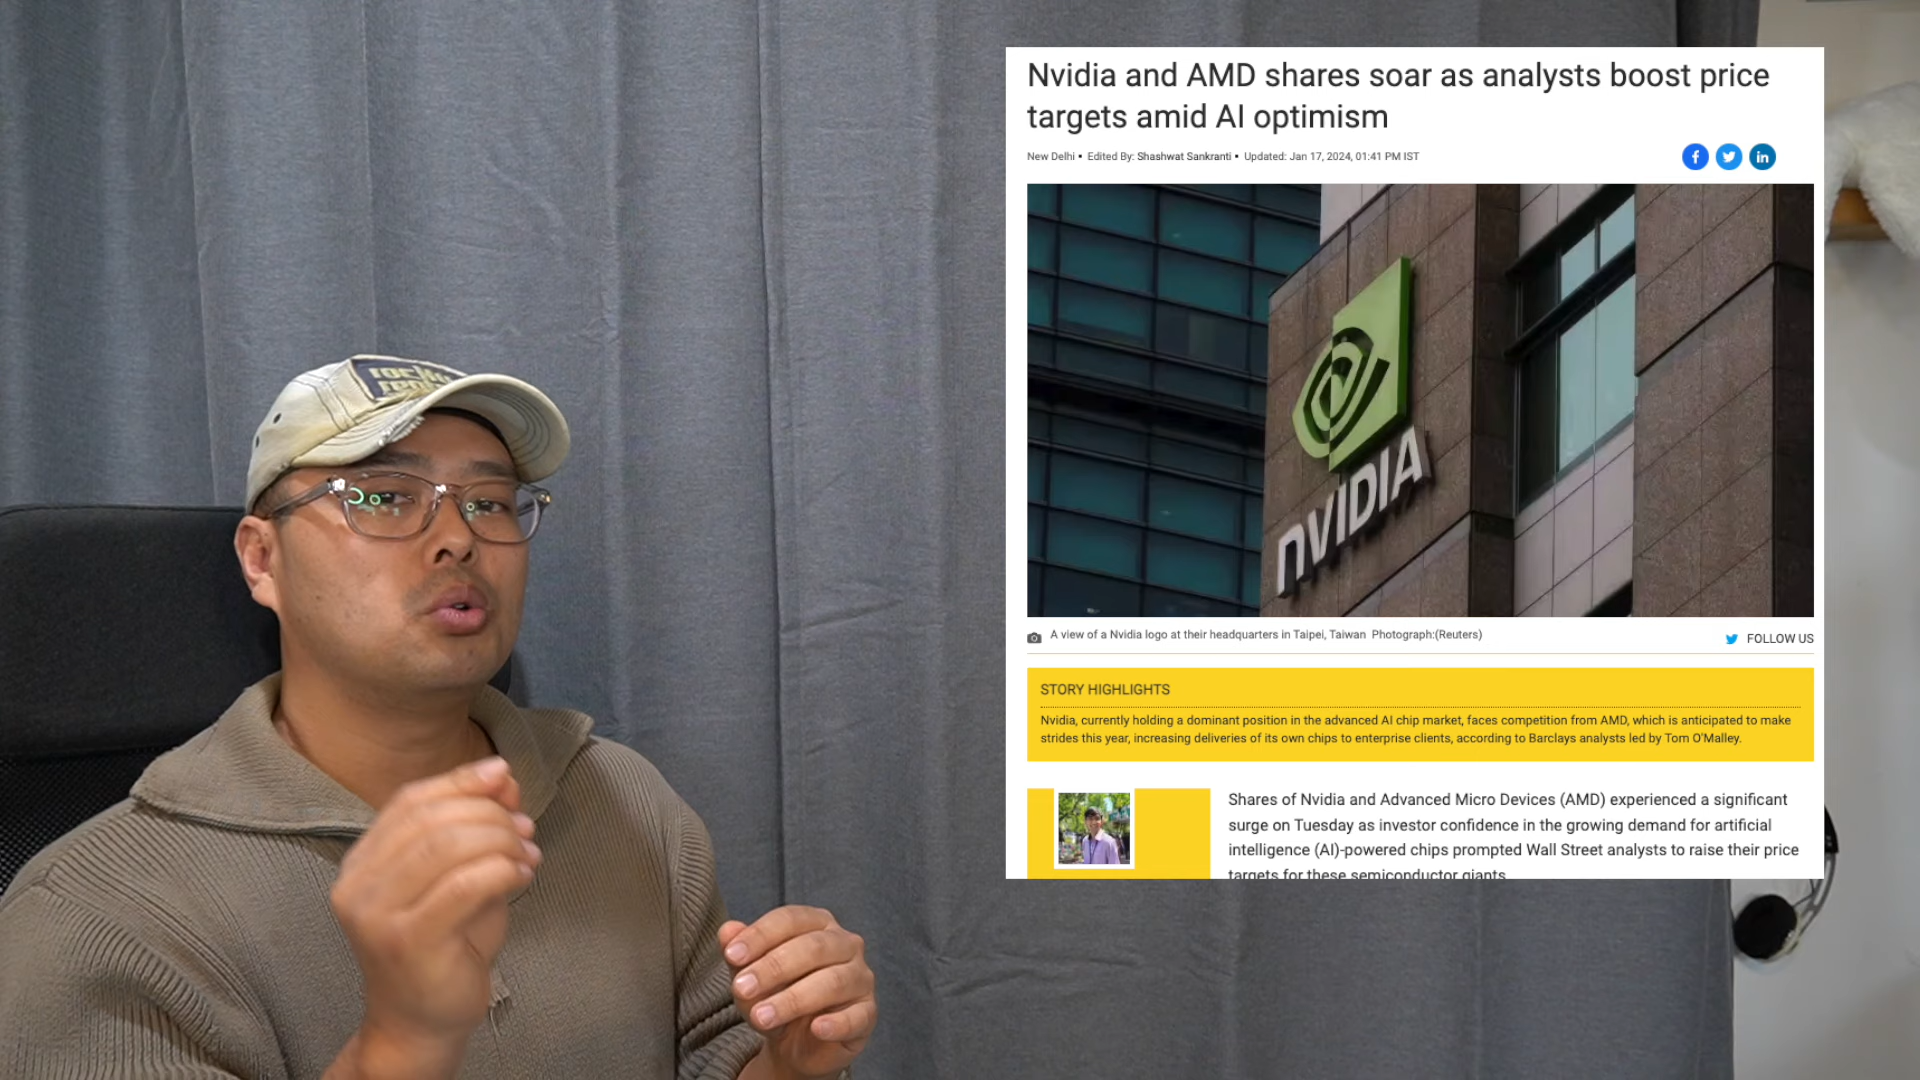 Nvidia and AMD shares soar as analysts boost price
targets amid AI optimism
New Delhi • Edited By: Shashwat Sankranti • Updated: Jan 17, 2024, 01:41 PM IST
NVIDIA
A view of a Nvidia logo at their headquarters in Taipei, Taiwan Photograph:(Reuters)
FOLLOW US
STORY HIGHLIGHTS
Nvidia, currently holding a dominant position in the advanced AI chip market, faces competition from AMD, which is anticipated to make
strides this year, increasing deliveries of its own chips to enterprise clients, according to Barclays analysts led by Tom O'Malley.
Shares of Nvidia and Advanced Micro Devices (AMD) experienced a significant
surge on Tuesday as investor confidence in the growing demand for artificial
intelligence (AI)-powered chips prompted Wall Street analysts to raise their price
targets for these semiconductor giants